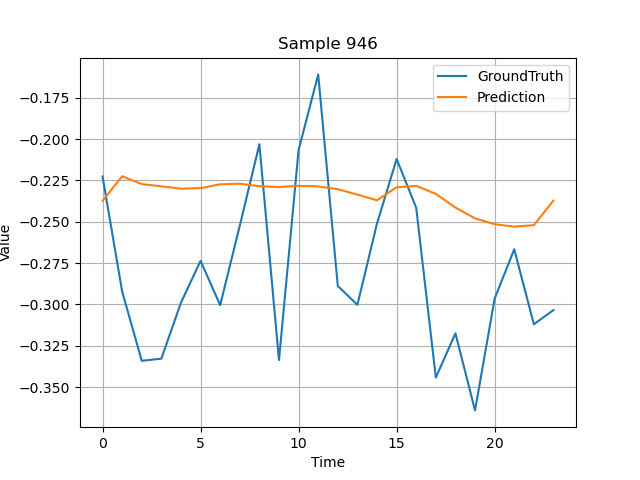 Sample 946
GroundTruth
Prediction
−0.175
−0.200
−0.225
−0.250
−0.275
−0.300
−0.325
−0.350
Value
0 5 10 15 20
Time